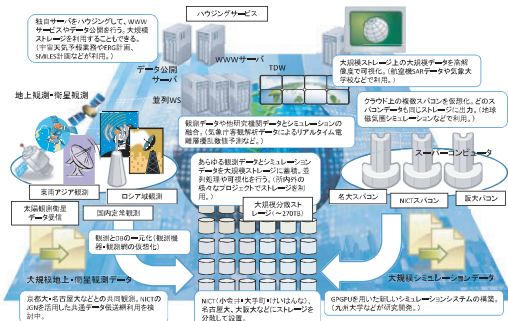 ハウジングサービス
独自サーバをハウジングして、WWW
サービスやデータ公開を行う。大規模
ストレージを利用することもできる。
(宇宙天気予報業務やERG計画、
SMILES計画などが利用。)
WWWサーバ
データ公開
サーバ
TDW
並列WS
大規模ストレージ上の大規模データを高解
像度で可視化。(航空機SARデータや気象大
学校などで利用。)
地上観測・衛星観測
観測データや他研究機関データとシミュレーションの
融合。(気象庁客観解析データによるリアルタイム電
離層擾乱数値予測など。)
クラウド上の複数スパコンを仮想化。どのス
パコンデータも同じストレージに出力。(地球
磁気圏シミュレーションなどで利用。)
あらゆる観測データとシミュレーション
データを大規模ストレージに蓄積。並
列処理や可視化を行う。(所内外の
様々なプロジェクトでストレージを利
用。)
スーパーコンピュータ
東南アジア観測
ロシア域観測
太陽観測衛星
データ受信
国内定常観測
大規模分散スト
レージ(~270TB)
名大スパコン
NICTスパコン
阪大スパコン
観測とDBの一元化(観測機
器・観測網の仮想化)
大規模地上・衛星観測データ
大規模シミュレーションデータ
京都大・名古屋大などとの共同観測。NICTの
JGNを活用した共通データ伝送網利用を検
討中。
NICT(小金井・大手町・けいはんな)、
名古屋大、大阪大などにストレージを
分散して設置。
GPGPUを用いた新しいシミュレーションシステムの構築。
(九州大学などが研究開発。)